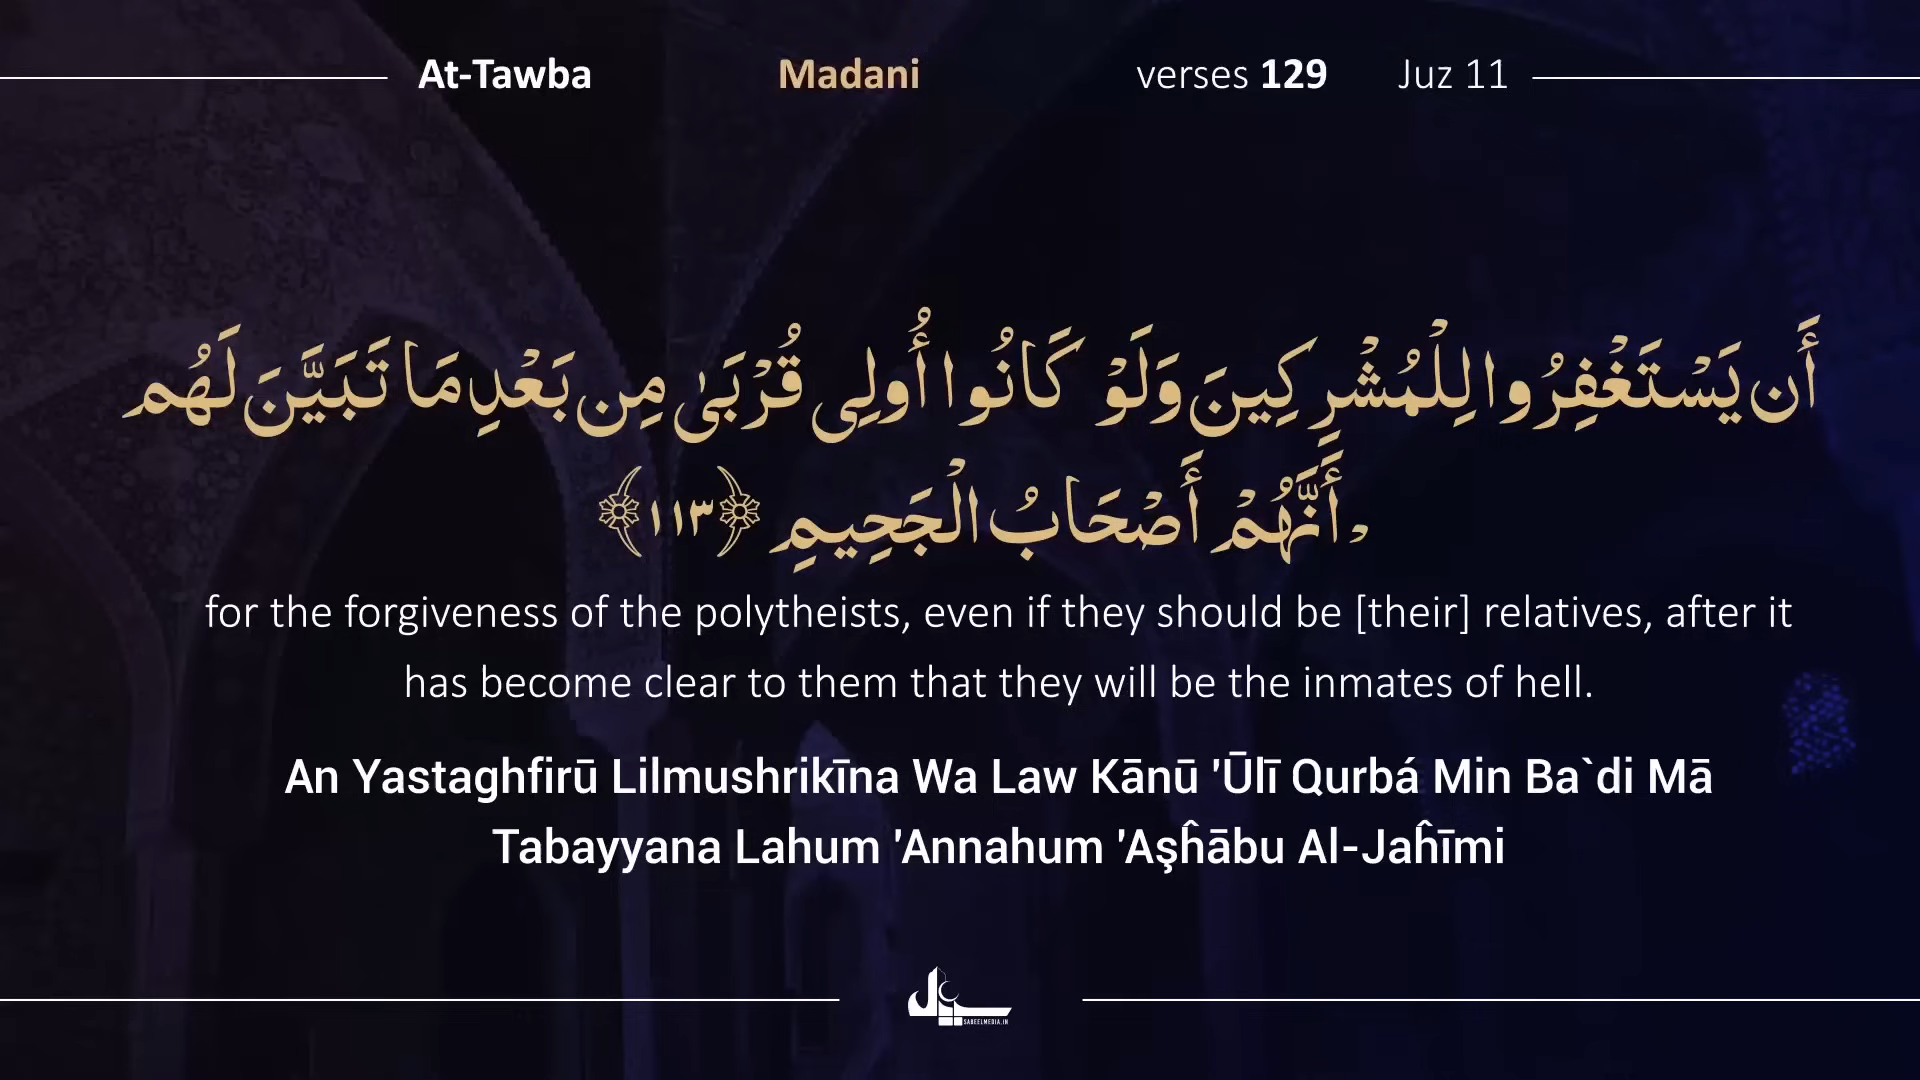 At-Tawba Madani verses 129 Juz 11
أَن يَسْتَغْفِرُوا لِلْمُشْرِكِينَ وَلَوْ كَانُوا أُولِي قُرْبَىٰ مِن بَعْدِ مَا تَبَيَّنَ لَهُم
ْ أَنَّهُمْ أَصْحَابُ الْجَحِيمِ ﴿١١٣﴾
for the forgiveness of the polytheists, even if they should be [their] relatives, after it
has become clear to them that they will be the inmates of hell.
An Yastaghfirū Lilmushrikīna Wa Law Kānū 'Ūlī Qurbá Min Ba`di Mā
Tabayyana Lahum 'Annahum 'Aşĥābu Al-Jaĥīmi
SABEELMEDIA.IN